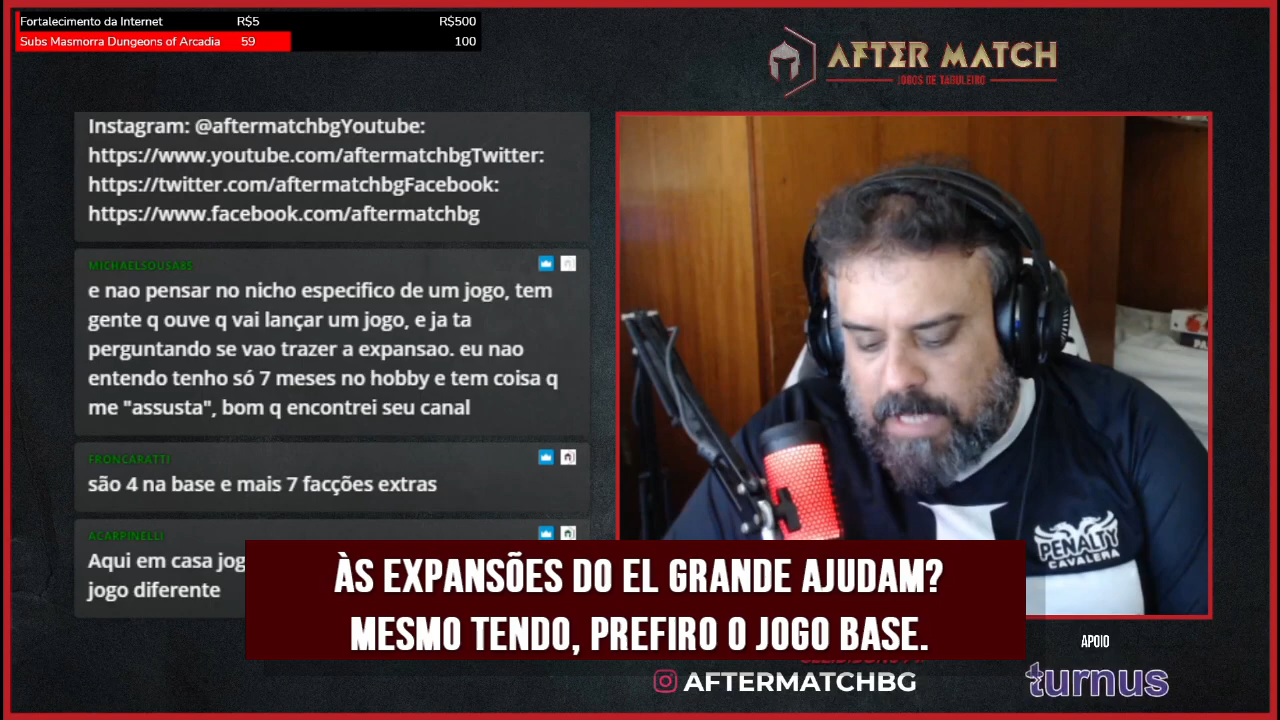 Fortalecimento da Internet R$5 R$500
Subs Masmorra Dungeons of Arcadia 59 100
AFTER MATCH
JOGOS DE TABULEIRO
Instagram: @aftermatchbgYoutube:
https://www.youtube.com/aftermatchbgTwitter:
https://twitter.com/aftermatchbgFacebook:
https://www.facebook.com/aftermatchbg
MICHAELSOUSA85
e nao pensar no nicho especifico de um jogo, tem
gente q ouve q vai lançar um jogo, e ja ta
perguntando se vao trazer a expansao. eu nao
entendo tenho só 7 meses no hobby e tem coisa q
me "assusta", bom q encontrei seu canal
FRONCARATTI
são 4 na base e mais 7 facções extras
ACARPINELLI
Aqui em casa jog
jogo diferente
PENALTY
CAVALERA
ÀS EXPANSÕES DO EL GRANDE AJUDAM?
MESMO TENDO, PREFIRO O JOGO BASE.
AFTERMATCHBG
APOIO
turnus